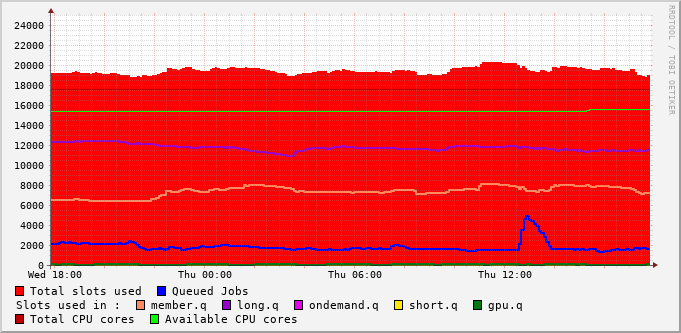 RRDTOOL / TOBI OETIKER
24000
22000
20000
18000
16000
14000
12000
10000
8000
6000
4000
2000
0
Wed 18:00 Thu 00:00 Thu 06:00 Thu 12:00
Total slots used Queued Jobs
Slots used in : member.q long.q ondemand.q short.q gpu.q
Total CPU cores Available CPU cores